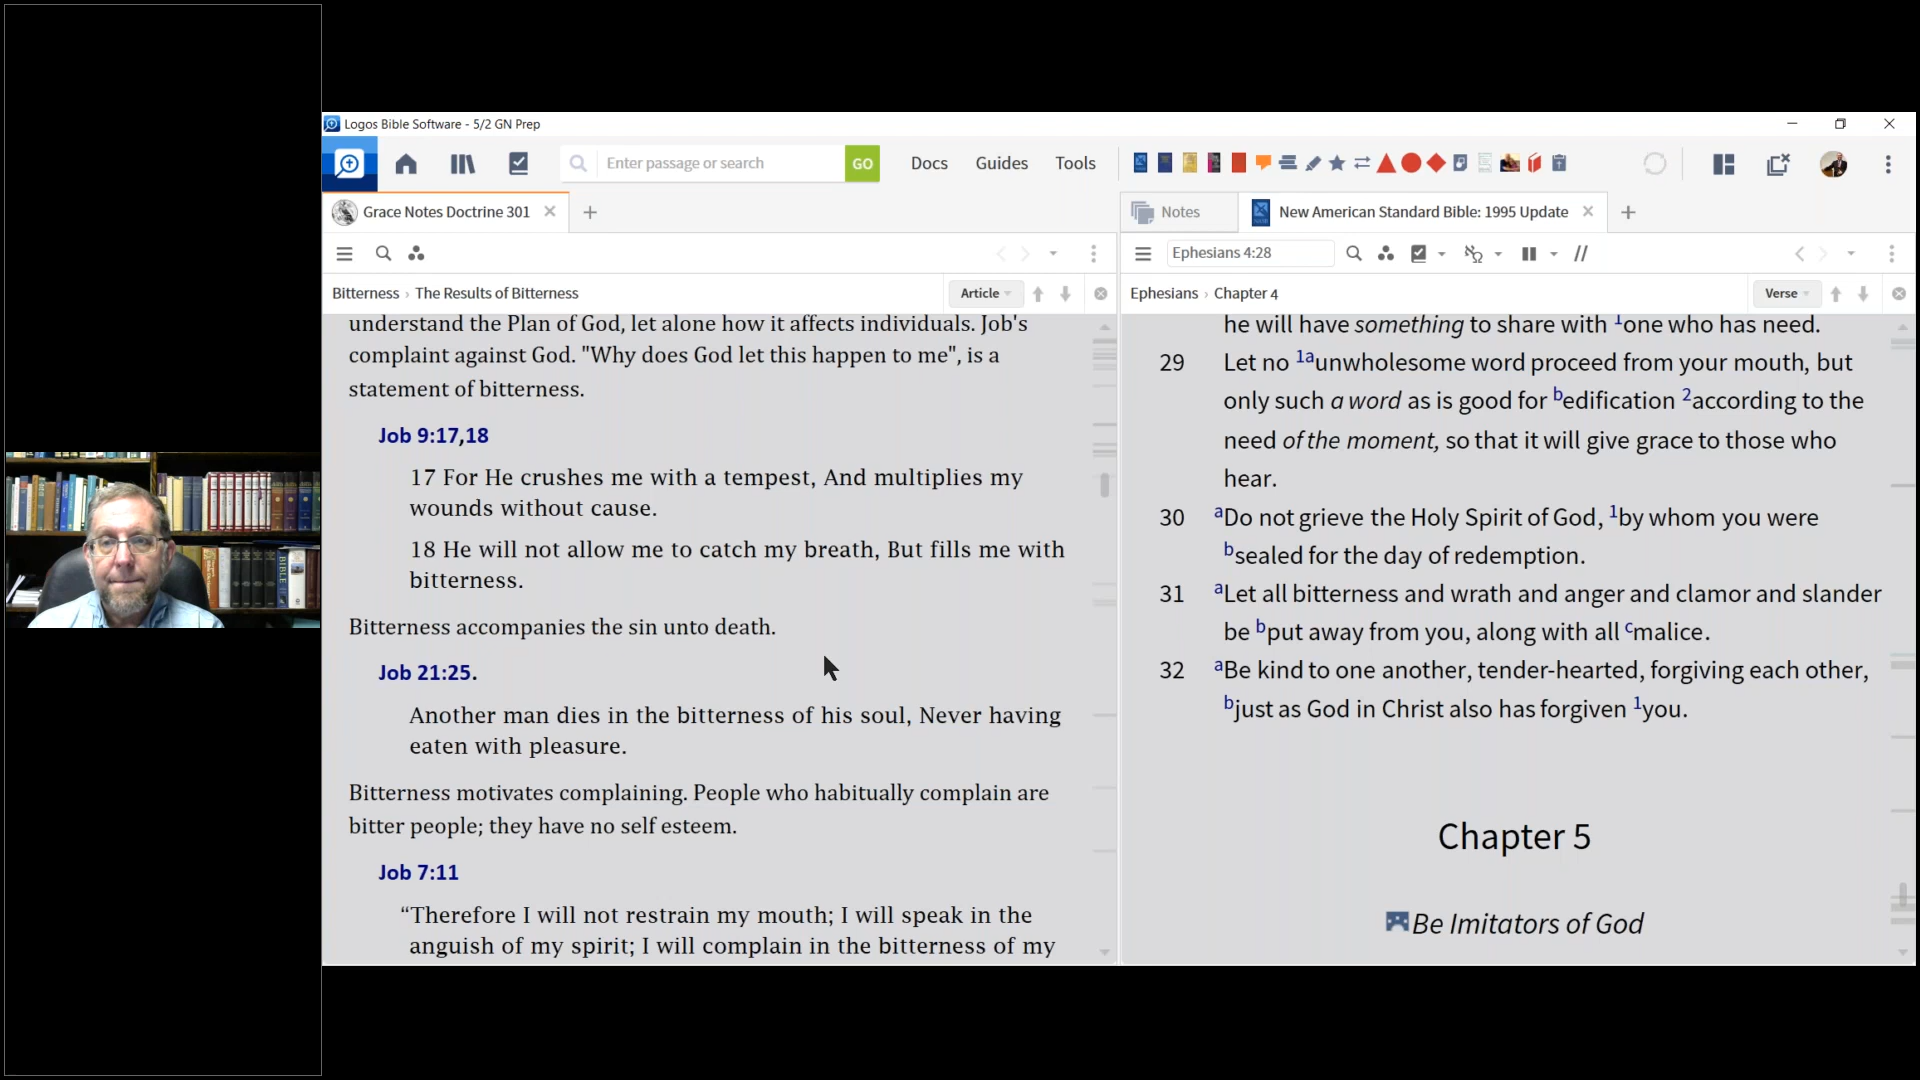 Logos Bible Software - 5/2 GN Prep
Enter passage or search
GO
Docs
Guides
Tools
Grace Notes Doctrine 301
Notes
New American Standard Bible: 1995 Update
Ephesians 4:28
Bitterness › The Results of Bitterness
Article
Ephesians › Chapter 4
Verse
understand the Plan of God, let alone how it affects individuals. Job's
complaint against God. "Why does God let this happen to me", is a
statement of bitterness.
Job 9:17,18
17 For He crushes me with a tempest, And multiplies my
wounds without cause.
18 He will not allow me to catch my breath, But fills me with
bitterness.
Bitterness accompanies the sin unto death.
Job 21:25.
Another man dies in the bitterness of his soul, Never having
eaten with pleasure.
Bitterness motivates complaining. People who habitually complain are
bitter people; they have no self esteem.
Job 7:11
“Therefore I will not restrain my mouth; I will speak in the
anguish of my spirit; I will complain in the bitterness of my
he will have something to share with 1one who has need.
29 Let no 1aunwholesome word proceed from your mouth, but
only such a word as is good for bedification 2according to the
need of the moment, so that it will give grace to those who
hear.
30 aDo not grieve the Holy Spirit of God, 1by whom you were
bsealed for the day of redemption.
31 aLet all bitterness and wrath and anger and clamor and slander
be bput away from you, along with all cmalice.
32 aBe kind to one another, tender-hearted, forgiving each other,
bjust as God in Christ also has forgiven 1you.
Chapter 5
Be Imitators of God
BIBLE